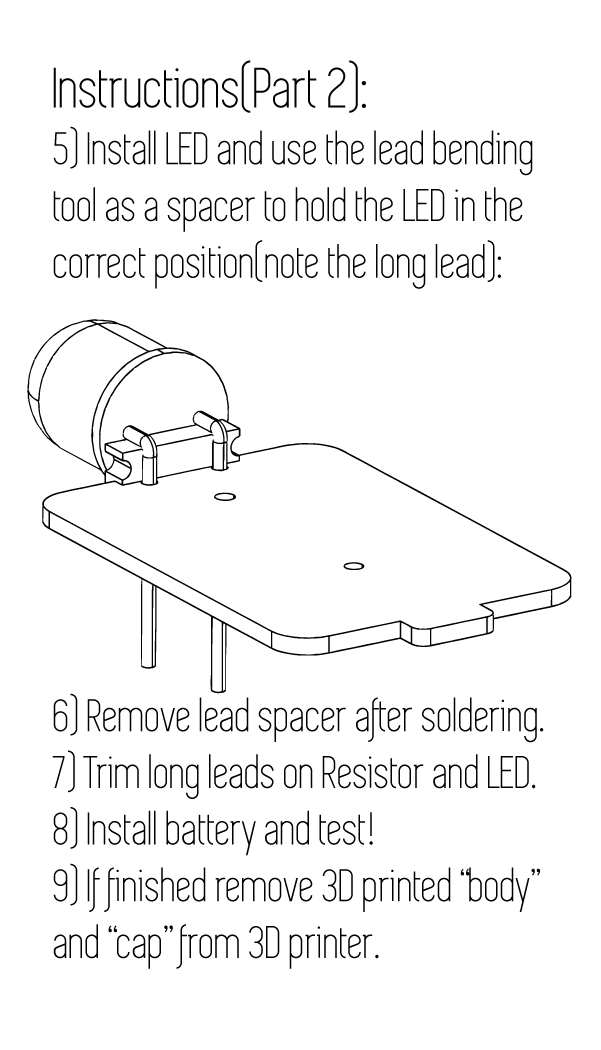 Instructions(Part 2):
5) Install LED and use the lead bending
tool as a spacer to hold the LED in the
correct position(note the long lead):
6) Remove lead spacer after soldering.
7) Trim long leads on Resistor and LED.
8) Install battery and test!
9) If finished remove 3D printed “body”
and “cap” from 3D printer.